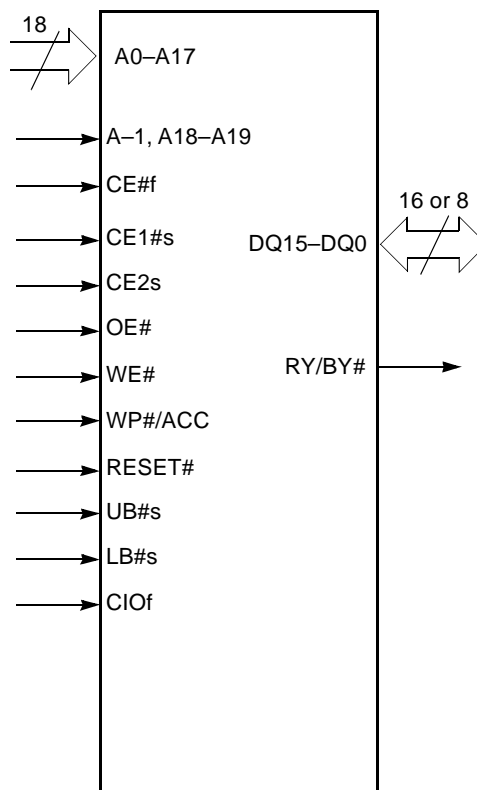 18
A0–A17
A–1, A18–A19
CE#f
CE1#s
CE2s
OE#
WE#
WP#/ACC
RESET#
UB#s
LB#s
CIOf
16 or 8
DQ15–DQ0
RY/BY#